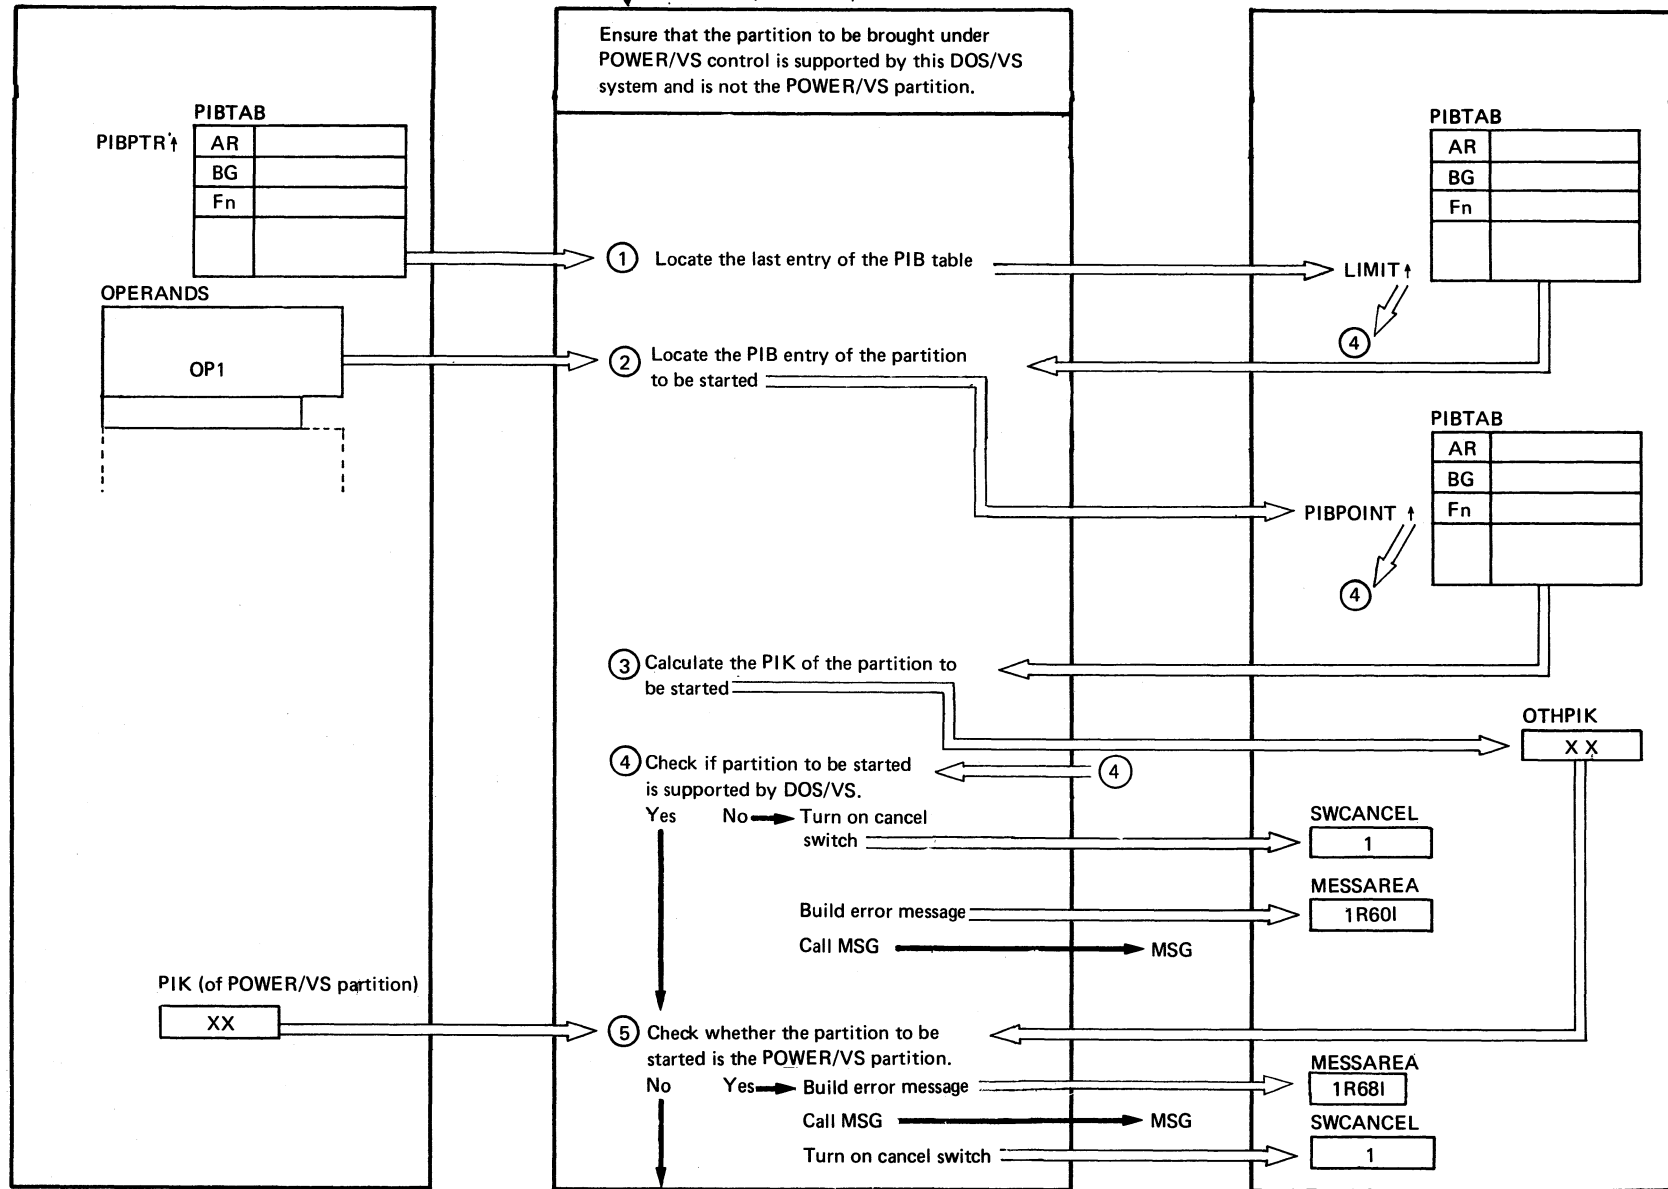 Ensure that the partition to be brought under
POWER/VS control is supported by this DOS/VS
system and is not the POWER/VS partition.
PIBTAB
PIBPTR
AR
BG
Fn
OPERANDS
OP1
PIK (of POWER/VS partition)
XX
1 Locate the last entry of the PIB table
2 Locate the PIB entry of the partition
to be started
3 Calculate the PIK of the partition to
be started
4 Check if partition to be started
is supported by DOS/VS.
4
Yes No Turn on cancel
switch
Build error message
Call MSG MSG
5 Check whether the partition to be
started is the POWER/VS partition.
No Yes Build error message
Call MSG MSG
Turn on cancel switch
PIBTAB
AR
BG
Fn
LIMIT
4
PIBTAB
AR
BG
Fn
PIBPOINT
4
OTHPIK
X X
SWCANCEL
1
MESSAREA
1R60I
MESSAREA
1R68I
SWCANCEL
1